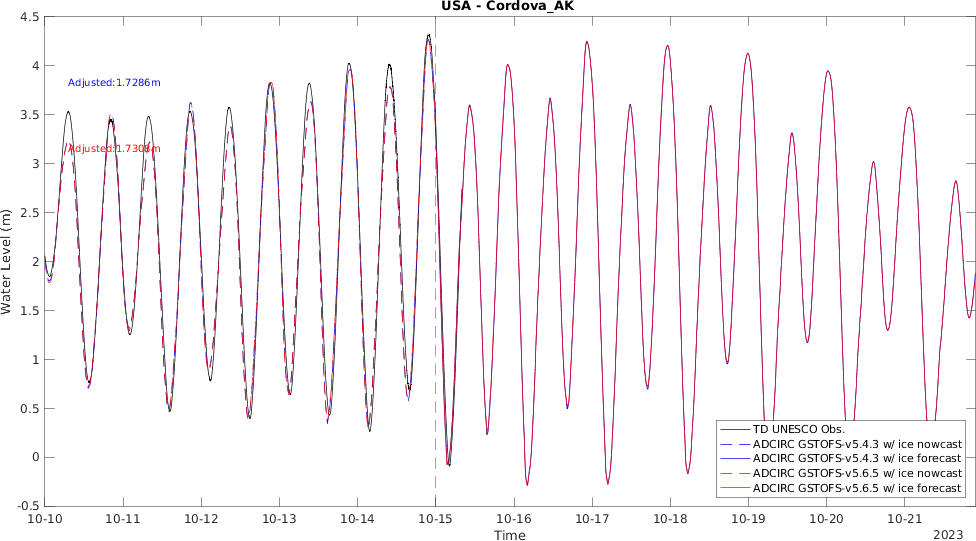 USA - Cordova_AK
4.5
4
3.5
3
2.5
2
1.5
1
0.5
0
-0.5
Water Level (m)
Adjusted:1.7286m
Adjusted:1.7308m
TD UNESCO Obs.
ADCIRC GSTOFS-v5.4.3 w/ ice nowcast
ADCIRC GSTOFS-v5.4.3 w/ ice forecast
ADCIRC GSTOFS-v5.6.5 w/ ice nowcast
ADCIRC GSTOFS-v5.6.5 w/ ice forecast
10-10 10-11 10-12 10-13 10-14 10-15 10-16 10-17 10-18 10-19 10-20 10-21
Time
2023